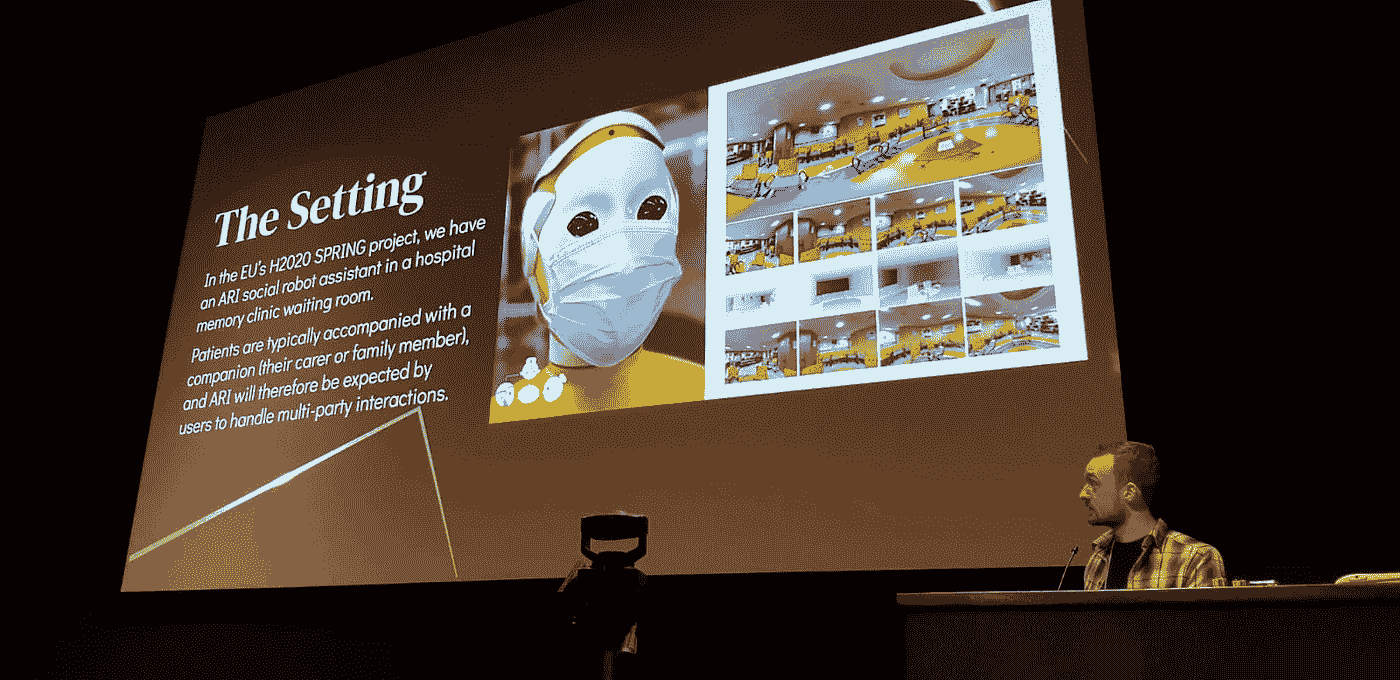 The Setting
In the EU's H2020 SPRING project, we have
an ARI social robot assistant in a hospital
memory clinic waiting room.
Patients are typically accompanied with a
companion (their carer or family member),
and ARI will therefore be expected by
users to handle multi-party interactions.